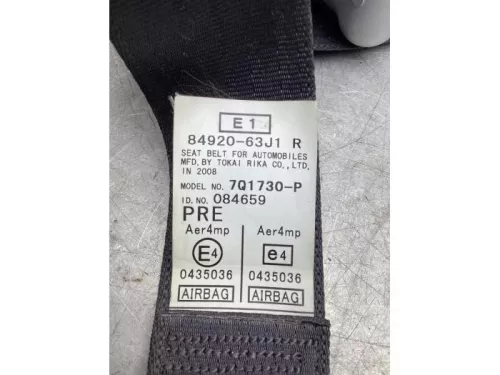 E1
84920-63J1 R
SEAT BELT FOR AUTOMOBILES
MFD, BY TOKAI RIKA CO., LTD.
IN 2008
MODEL NO. 7Q1730-P
ID. NO. 084659
PRE
Aer4mp Aer4mp
E4 e4
0435036 0435036
AIRBAG AIRBAG